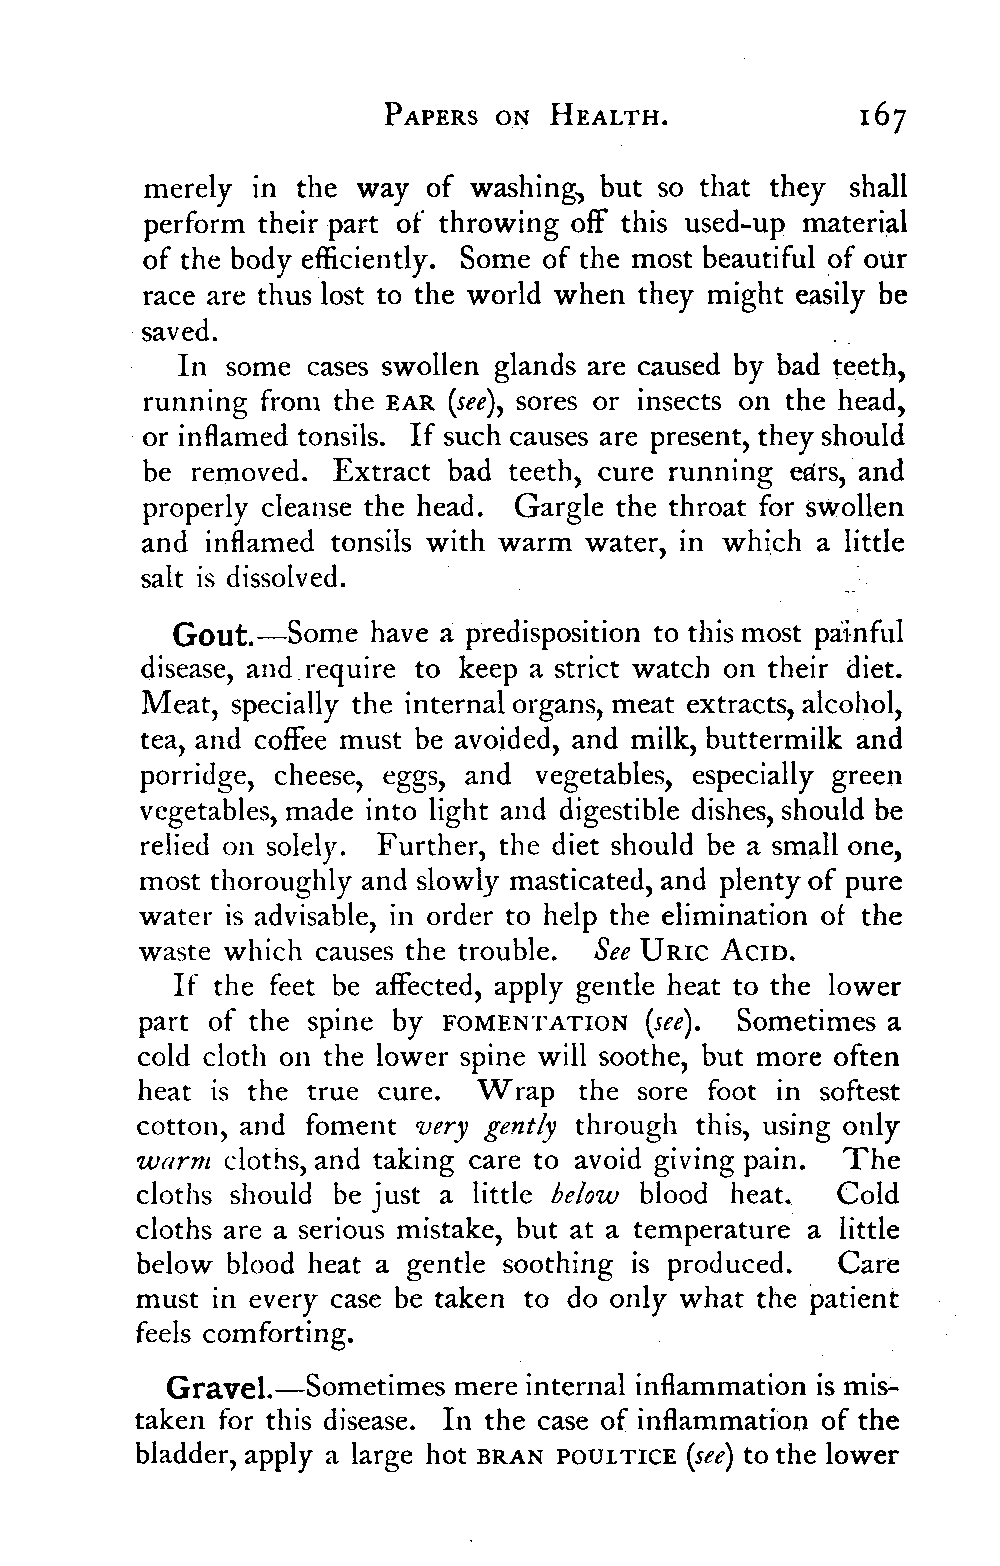 PAPERS ON HEALTH. 167
merely in the way of washing, but so that they shall
perform their part of throwing off this used-up material
of the body efficiently. Some of the most beautiful of our
race are thus lost to the world when they might easily be
saved.
In some cases swollen glands are caused by bad teeth,
running from the EAR (see), sores or insects on the head,
or inflamed tonsils. If such causes are present, they should
be removed. Extract bad teeth, cure running ears, and
properly cleanse the head. Gargle the throat for swollen
and inflamed tonsils with warm water, in which a little
salt is dissolved.
Gout.—Some have a predisposition to this most painful
disease, and require to keep a strict watch on their diet.
Meat, specially the internal organs, meat extracts, alcohol,
tea, and coffee must be avoided, and milk, buttermilk and
porridge, cheese, eggs, and vegetables, especially green
vegetables, made into light and digestible dishes, should be
relied on solely. Further, the diet should be a small one,
most thoroughly and slowly masticated, and plenty of pure
water is advisable, in order to help the elimination of the
waste which causes the trouble. See URIC ACID.
If the feet be affected, apply gentle heat to the lower
part of the spine by FOMENTATION (see). Sometimes a
cold cloth on the lower spine will soothe, but more often
heat is the true cure. Wrap the sore foot in softest
cotton, and foment very gently through this, using only
warm cloths, and taking care to avoid giving pain. The
cloths should be just a little below blood heat. Cold
cloths are a serious mistake, but at a temperature a little
below blood heat a gentle soothing is produced. Care
must in every case be taken to do only what the patient
feels comforting.
Gravel.—Sometimes mere internal inflammation is mis-
taken for this disease. In the case of inflammation of the
bladder, apply a large hot BRAN POULTICE (see) to the lower